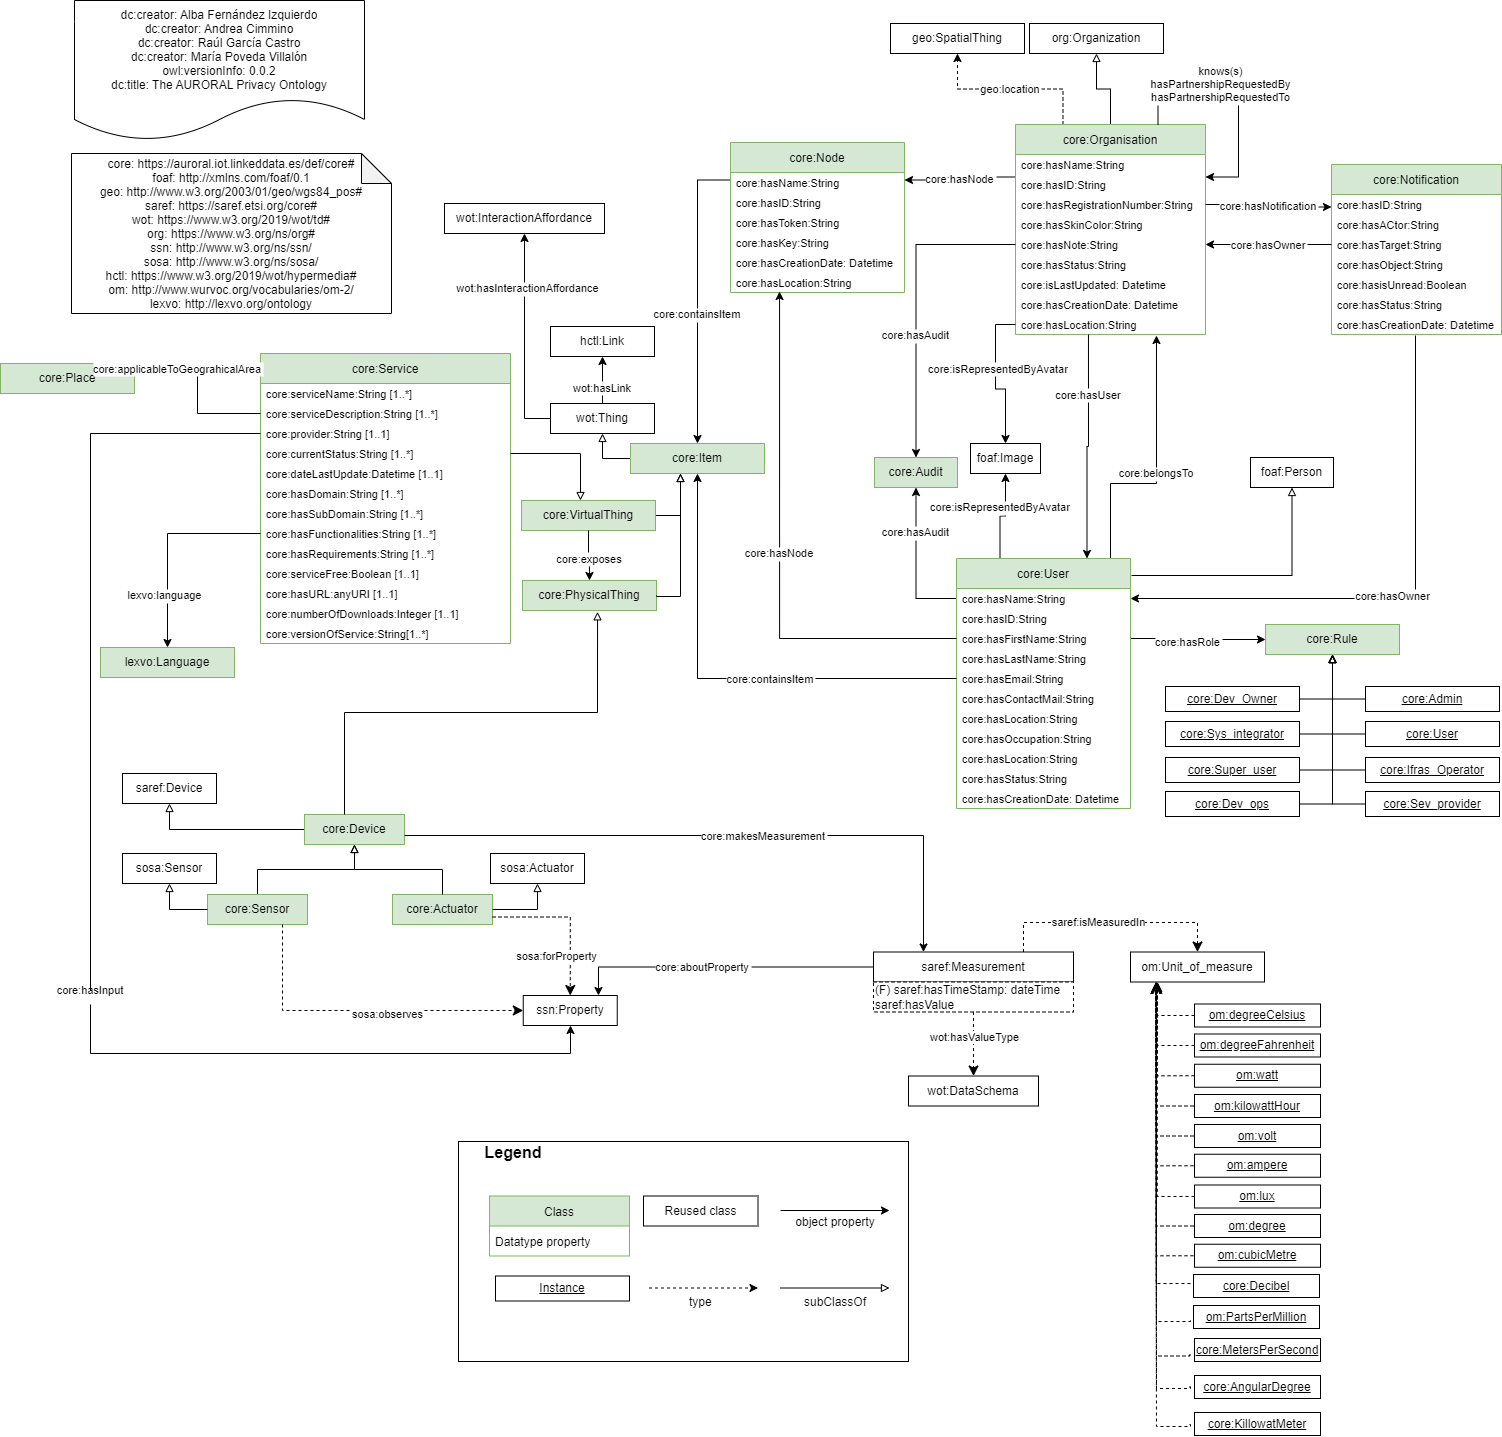 dc:creator: Alba Fernández Izquierdo
dc:creator: Andrea Cimmino
dc:creator: Raúl García Castro
dc:creator: María Poveda Villalón
owl:versionInfo: 0.0.2
dc:title: The AURORAL Privacy Ontology
core: https://auroral.iot.linkeddata.es/def/core#
foaf: http://xmlns.com/foaf/0.1
geo: http://www.w3.org/2003/01/geo/wgs84_pos#
saref: https://saref.etsi.org/core#
wot: https://www.w3.org/2019/wot/td#
org: https://www.w3.org/ns/org#
ssn: http://www.w3.org/ns/ssn/
sosa: http://www.w3.org/ns/sosa/
hctl: https://www.w3.org/2019/wot/hypermedia#
om: http://www.wurvoc.org/vocabularies/om-2/
lexvo: http://lexvo.org/ontology
geo:SpatialThing
org:Organization
geo:location
knows(s)
hasPartnershipRequestedBy
hasPartnershipRequestedTo
core:Node
core:hasName:String
core:hasID:String
core:hasToken:String
core:hasKey:String
core:hasCreationDate: Datetime
core:hasLocation:String
core:hasNode
core:Organisation
core:hasName:String
core:hasID:String
core:hasRegistrationNumber:String
core:hasSkinColor:String
core:hasNote:String
core:hasStatus:String
core:isLastUpdated: Datetime
core:hasCreationDate: Datetime
core:hasLocation:String
core:hasNotification
core:hasOwner
core:Notification
core:hasID:String
core:hasACtor:String
core:hasTarget:String
core:hasObject:String
core:hasisUnread:Boolean
core:hasStatus:String
core:hasCreationDate: Datetime
wot:InteractionAffordance
wot:hasInteractionAffordance
core:containsItem
hctl:Link
wot:hasLink
wot:Thing
core:Item
core:hasAudit
core:isRepresentedByAvatar
core:hasUser
core:Audit
foaf:Image
core:belongsTo
foaf:Person
core:isRepresentedByAvatar
core:hasAudit
core:hasNode
core:Place
core:applicableToGeograhicalArea
core:Service
core:serviceName:String [1..*]
core:serviceDescription:String [1..*]
core:provider:String [1..1]
core:currentStatus:String [1..*]
core:dateLastUpdate:Datetime [1..1]
core:hasDomain:String [1..*]
core:hasSubDomain:String [1..*]
core:hasFunctionalities:String [1..*]
core:hasRequirements:String [1..*]
core:serviceFree:Boolean [1..1]
core:hasURL:anyURI [1..1]
core:numberOfDownloads:Integer [1..1]
core:versionOfService:String[1..*]
core:VirtualThing
core:exposes
core:PhysicalThing
lexvo:language
lexvo:Language
core:User
core:hasName:String
core:hasID:String
core:hasFirstName:String
core:hasLastName:String
core:hasEmail:String
core:hasContactMail:String
core:hasLocation:String
core:hasOccupation:String
core:hasLocation:String
core:hasStatus:String
core:hasCreationDate: Datetime
core:containsItem
core:hasOwner
core:hasRole
core:Rule
core:Dev_Owner
core:Admin
core:Sys_integrator
core:User
core:Super_user
core:Ifras_Operator
core:Dev_ops
core:Sev_provider
saref:Device
core:Device
core:makesMeasurement
sosa:Sensor
sosa:Actuator
core:Sensor
core:Actuator
sosa:forProperty
core:aboutProperty
core:hasInput
sosa:observes
ssn:Property
saref:isMeasuredIn
saref:Measurement
(F) saref:hasTimeStamp: dateTime
saref:hasValue
wot:hasValueType
wot:DataSchema
om:Unit_of_measure
om:degreeCelsius
om:degreeFahrenheit
om:watt
om:kilowattHour
om:volt
om:ampere
om:lux
om:degree
om:cubicMetre
core:Decibel
om:PartsPerMillion
core:MetersPerSecond
core:AngularDegree
core:KillowatMeter
Legend
Class
Datatype property
Reused class
object property
Instance
type
subClassOf